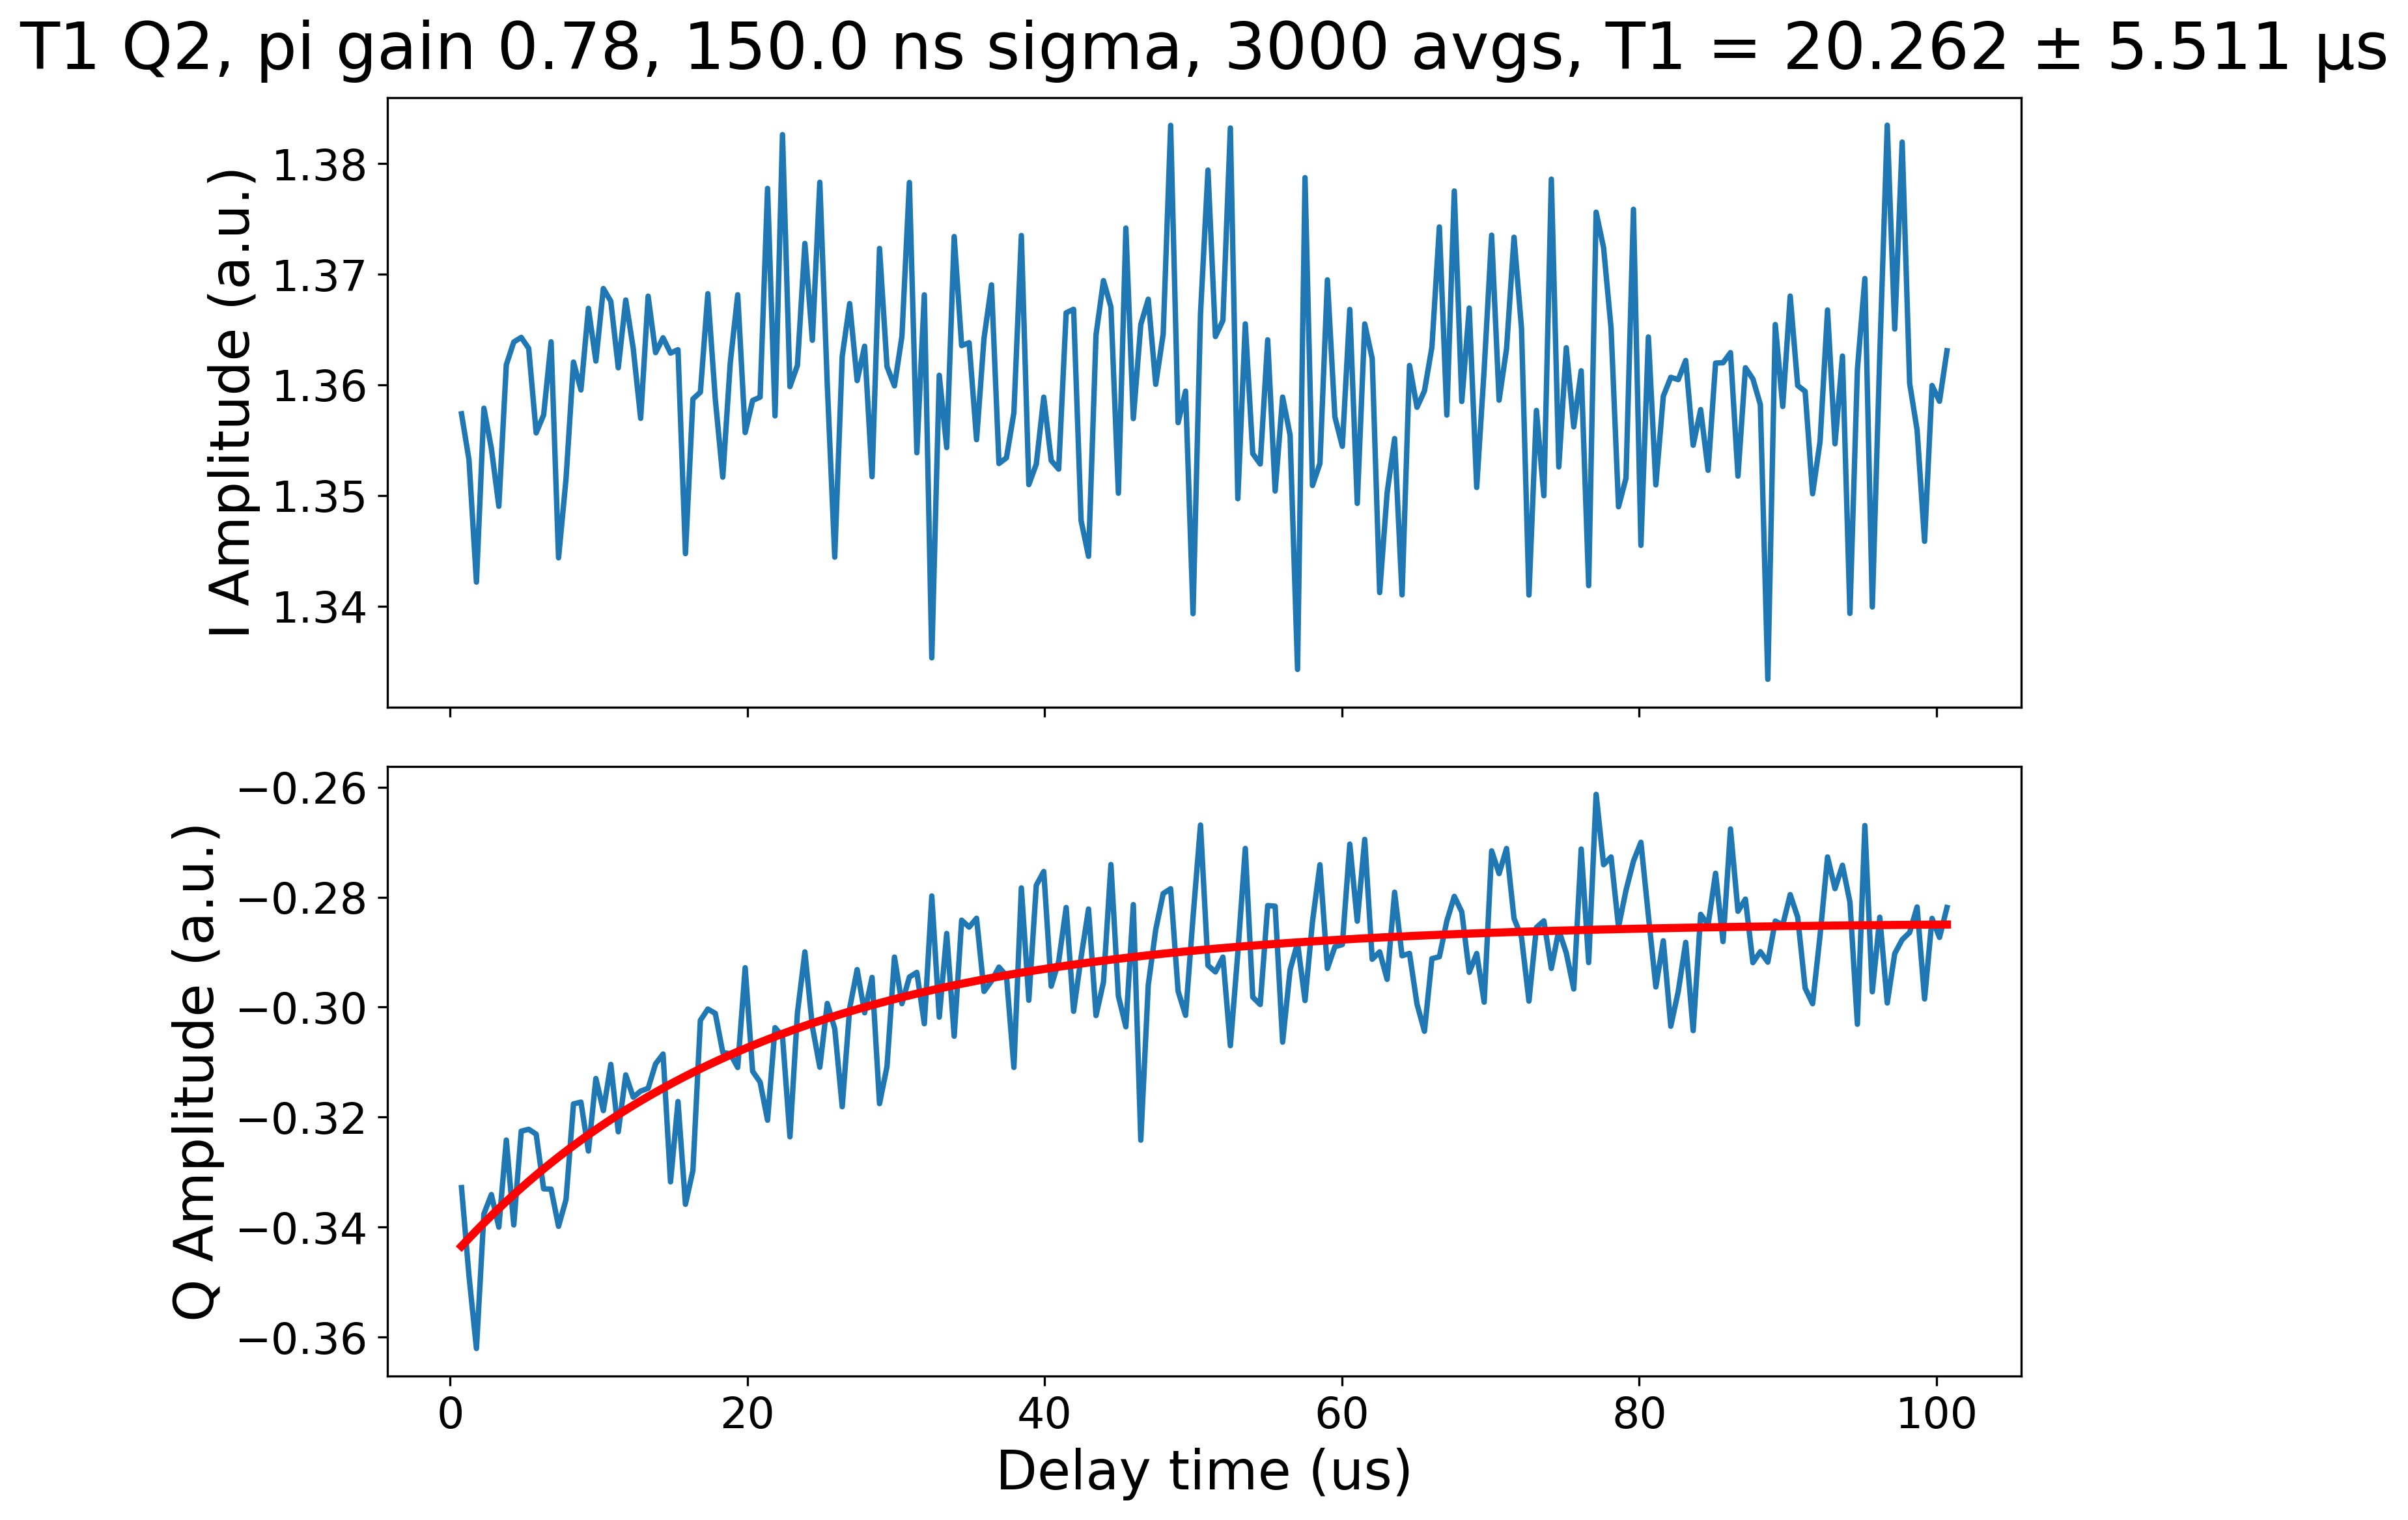 T1 Q2, pi gain 0.78, 150.0 ns sigma, 3000 avgs, T1 = 20.262 ± 5.511 µs
I Amplitude (a.u.)
1.38
1.37
1.36
1.35
1.34
Q Amplitude (a.u.)
−0.26
−0.28
−0.30
−0.32
−0.34
−0.36
0 20 40 60 80 100
Delay time (us)